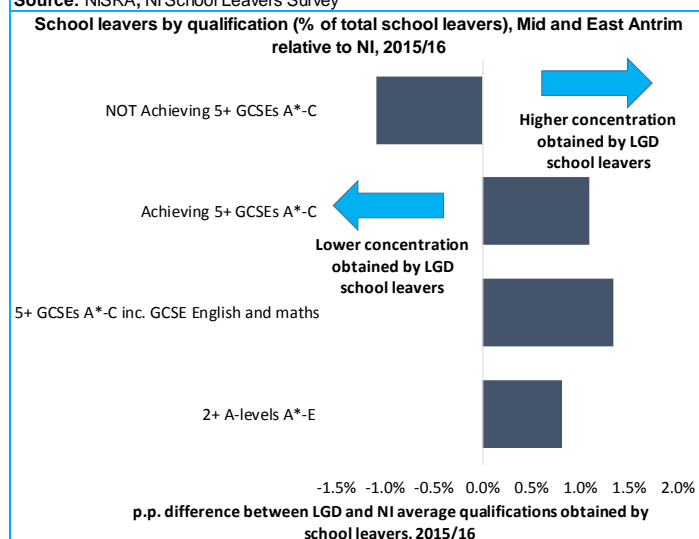 Source: NISRA, NI School Leavers Survey
School leavers by qualification (% of total school leavers), Mid and East Antrim
relative to NI, 2015/16
NOT Achieving 5+ GCSEs A*-C
Higher concentration
obtained by LGD
school leavers
Achieving 5+ GCSEs A*-C
Lower concentration
obtained by LGD
school leavers
5+ GCSEs A*-C inc. GCSE English and maths
2+ A-levels A*-E
-1.5% -1.0% -0.5% 0.0% 0.5% 1.0% 1.5% 2.0%
p.p. difference between LGD and NI average qualifications obtained by
school leavers, 2015/16